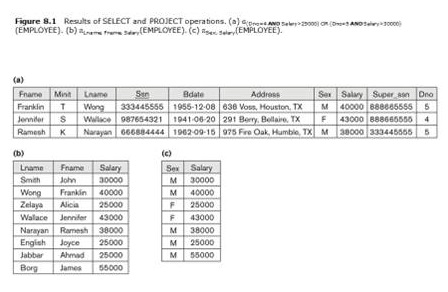 Figure 8.1 Results of SELECT and PROJECT operations. (a) σ(Dno=4 AND Salary>25000) OR (Dno=5 AND Salary>30000)
(EMPLOYEE). (b) πLname, Fname, Salary(EMPLOYEE). (c) πSex, Salary(EMPLOYEE).
(a)
Fname Minit Lname Ssn Bdate Address Sex Salary Super_ssn Dno
Franklin T Wong 333445555 1955-12-08 638 Voss, Houston, TX M 40000 888665555 5
Jennifer S Wallace 987654321 1941-06-20 291 Berry, Bellaire, TX F 43000 888665555 4
Ramesh K Narayan 666884444 1962-09-15 975 Fire Oak, Humble, TX M 38000 333445555 5
(b) (c)
Lname Fname Salary Sex Salary
Smith John 30000 M 30000
Wong Franklin 40000 M 40000
Zelaya Alicia 25000 F 25000
Wallace Jennifer 43000 F 43000
Narayan Ramesh 38000 M 38000
English Joyce 25000 M 25000
Jabbar Ahmad 25000 M 55000
Borg James 55000